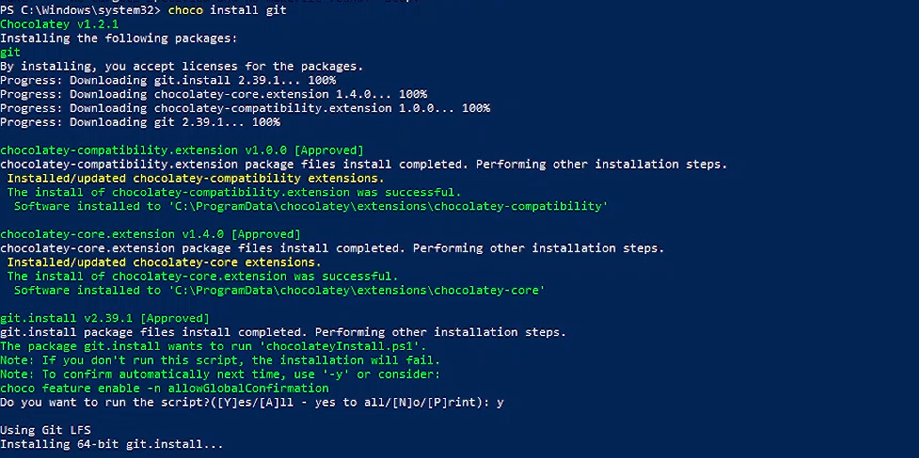 PS C:\Windows\system32> choco install git
Chocolatey v1.2.1
Installing the following packages:
git
By installing, you accept licenses for the packages.
Progress: Downloading git.install 2.39.1... 100%
Progress: Downloading chocolatey-core.extension 1.4.0... 100%
Progress: Downloading chocolatey-compatibility.extension 1.0.0... 100%
Progress: Downloading git 2.39.1... 100%
chocolatey-compatibility.extension v1.0.0 [Approved]
chocolatey-compatibility.extension package files install completed. Performing other installation steps.
Installed/updated chocolatey-compatibility extensions.
The install of chocolatey-compatibility.extension was successful.
Software installed to 'C:\ProgramData\chocolatey\extensions\chocolatey-compatibility'
chocolatey-core.extension v1.4.0 [Approved]
chocolatey-core.extension package files install completed. Performing other installation steps.
Installed/updated chocolatey-core extensions.
The install of chocolatey-core.extension was successful.
Software installed to 'C:\ProgramData\chocolatey\extensions\chocolatey-core'
git.install v2.39.1 [Approved]
git.install package files install completed. Performing other installation steps.
The package git.install wants to run 'chocolateyInstall.ps1'.
Note: If you don't run this script, the installation will fail.
Note: To confirm automatically next time, use '-y' or consider:
choco feature enable -n allowGlobalConfirmation
Do you want to run the script?([Y]es/[A]ll - yes to all/[N]o/[P]rint): y
Using Git LFS
Installing 64-bit git.install...